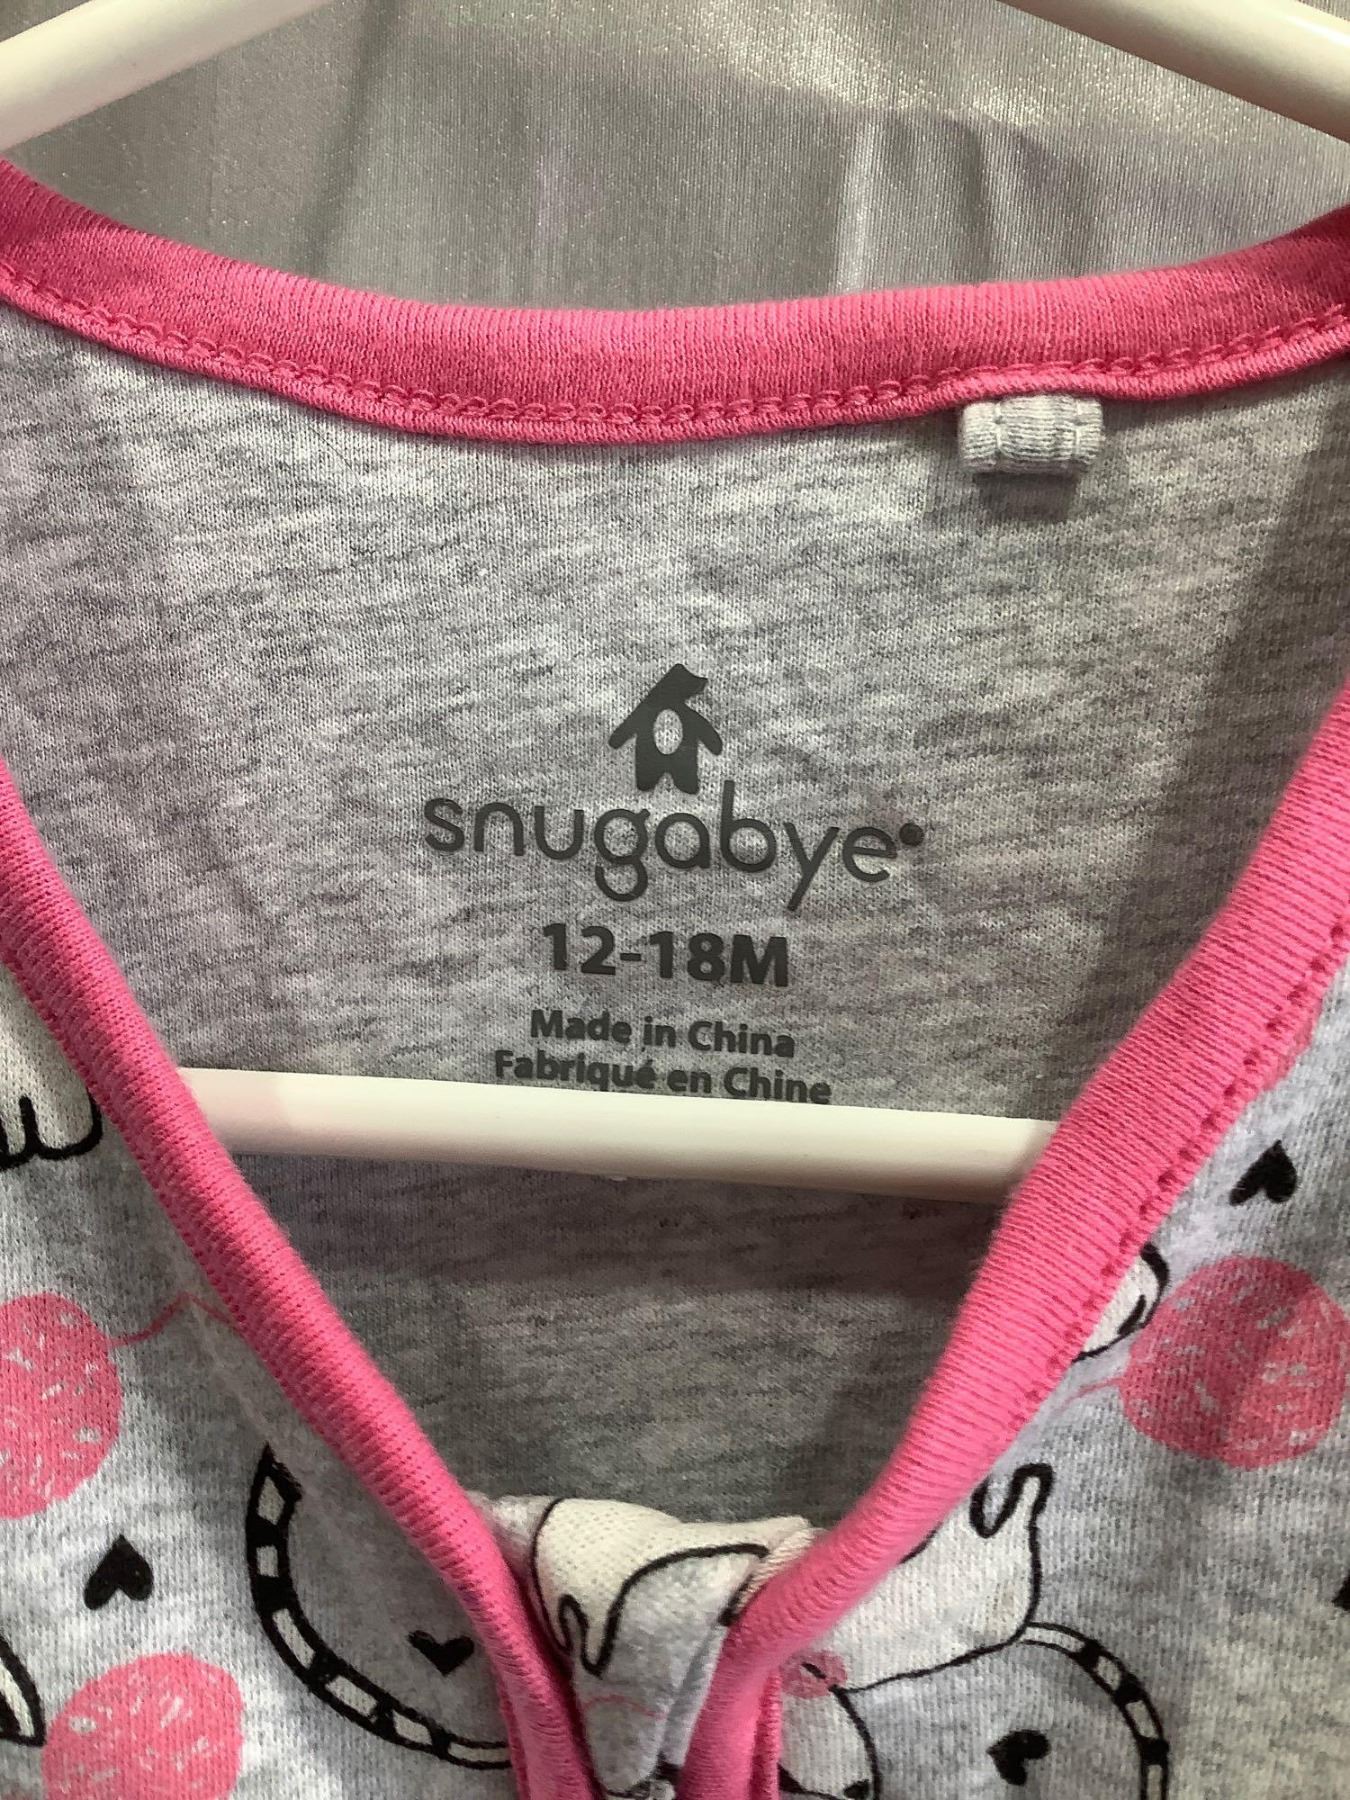 snugabye®
12-18M
Made in China
Fabriqué en Chine